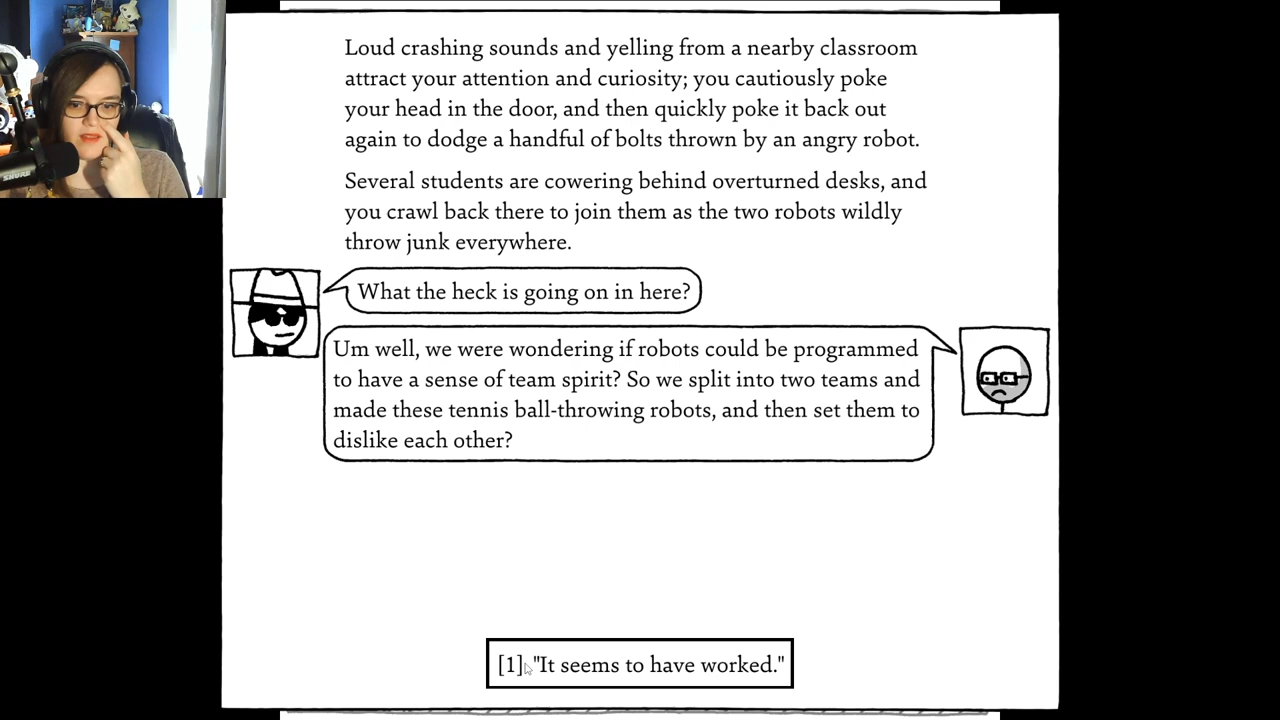 Loud crashing sounds and yelling from a nearby classroom
attract your attention and curiosity; you cautiously poke
your head in the door, and then quickly poke it back out
again to dodge a handful of bolts thrown by an angry robot.
Several students are cowering behind overturned desks, and
you crawl back there to join them as the two robots wildly
throw junk everywhere.
What the heck is going on in here?
Um well, we were wondering if robots could be programmed
to have a sense of team spirit? So we split into two teams and
made these tennis ball-throwing robots, and then set them to
dislike each other?
[1] "It seems to have worked."
SHURE